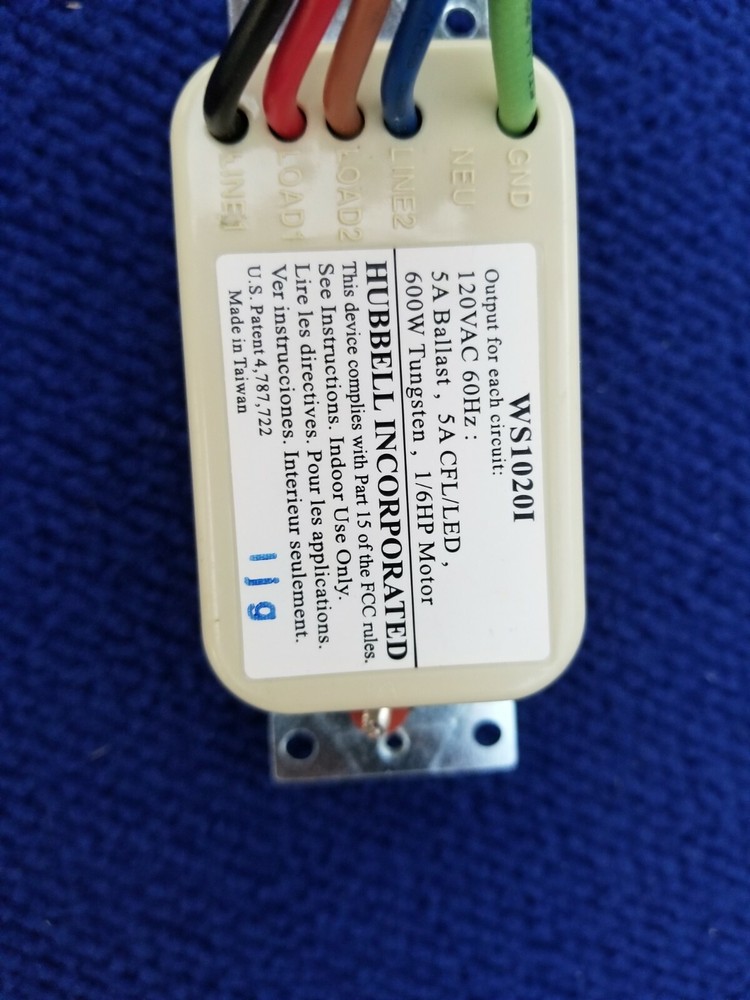 LINE1
LOAD1
LOAD2
LINE2
NEU
GND
WS1020I
Output for each circuit:
120VAC 60Hz :
5A Ballast , 5A CFL/LED ,
600W Tungsten , 1/6HP Motor
HUBBELL INCORPORATED
This device complies with Part 15 of the FCC rules.
See Instructions. Indoor Use Only.
Lire les directives. Pour les applications.
Ver instrucciones. Interieur seulement.
U.S. Patent 4,787,722
Made in Taiwan
ijg